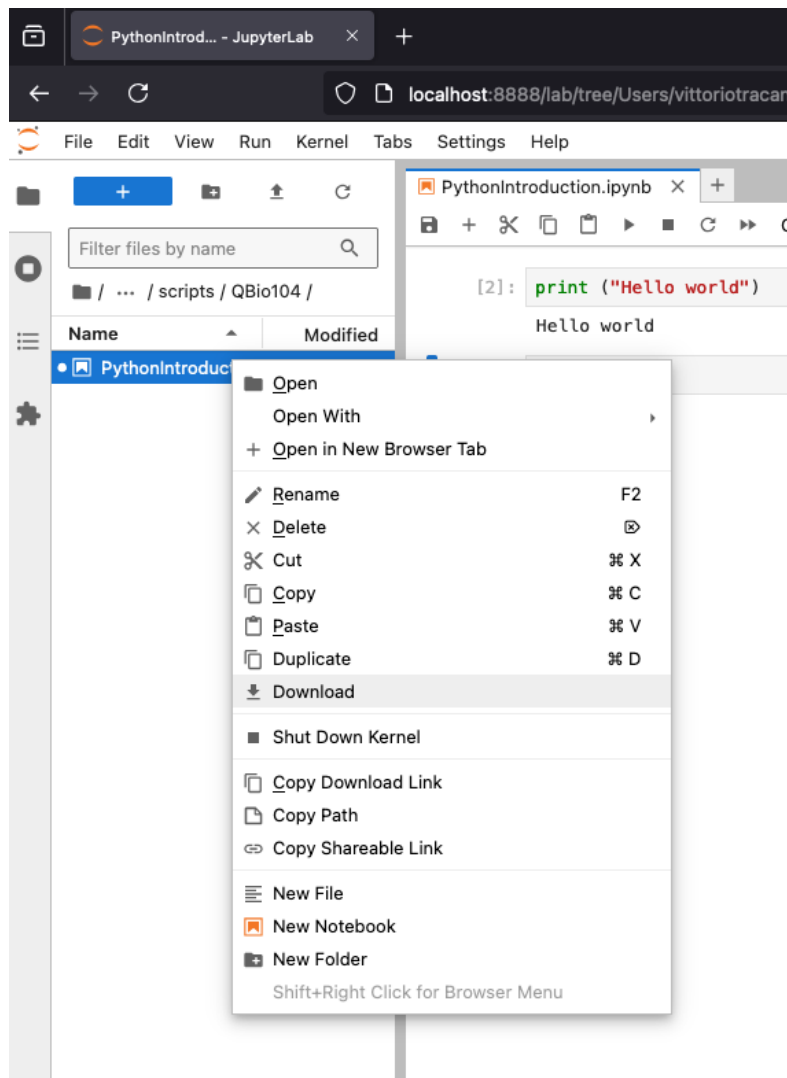 PythonIntrod... - JupyterLab
localhost:8888/lab/tree/Users/vittoriotracan
File Edit View Run Kernel Tabs Settings Help
PythonIntroduction.ipynb
Filter files by name
/ ... / scripts / QBio104 /
Name Modified
PythonIntroduct
[2]: print ("Hello world")
Hello world
Open
Open With
Open in New Browser Tab
Rename F2
Delete
Cut ⌘ X
Copy ⌘ C
Paste ⌘ V
Duplicate ⌘ D
Download
Shut Down Kernel
Copy Download Link
Copy Path
Copy Shareable Link
New File
New Notebook
New Folder
Shift+Right Click for Browser Menu